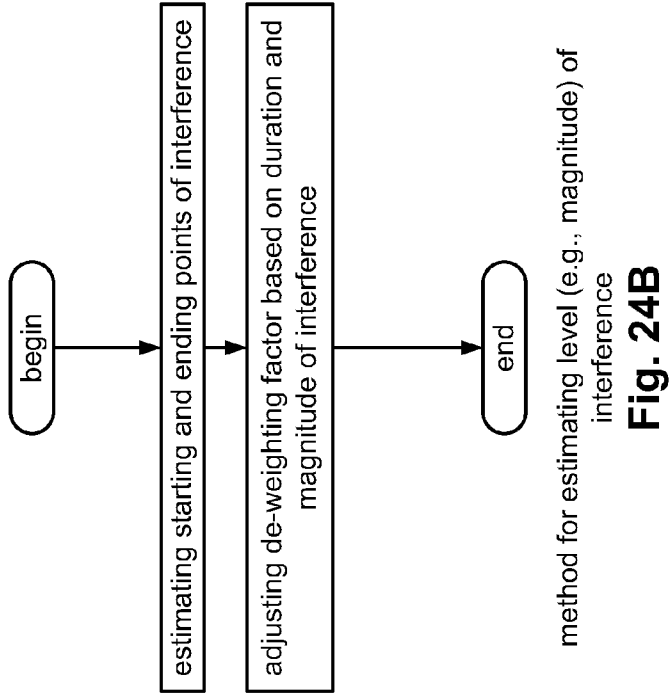 begin
estimating starting and ending points of interference
adjusting de-weighting factor based on duration and
magnitude of interference
end
method for estimating level (e.g., magnitude) of
interference
Fig. 24B